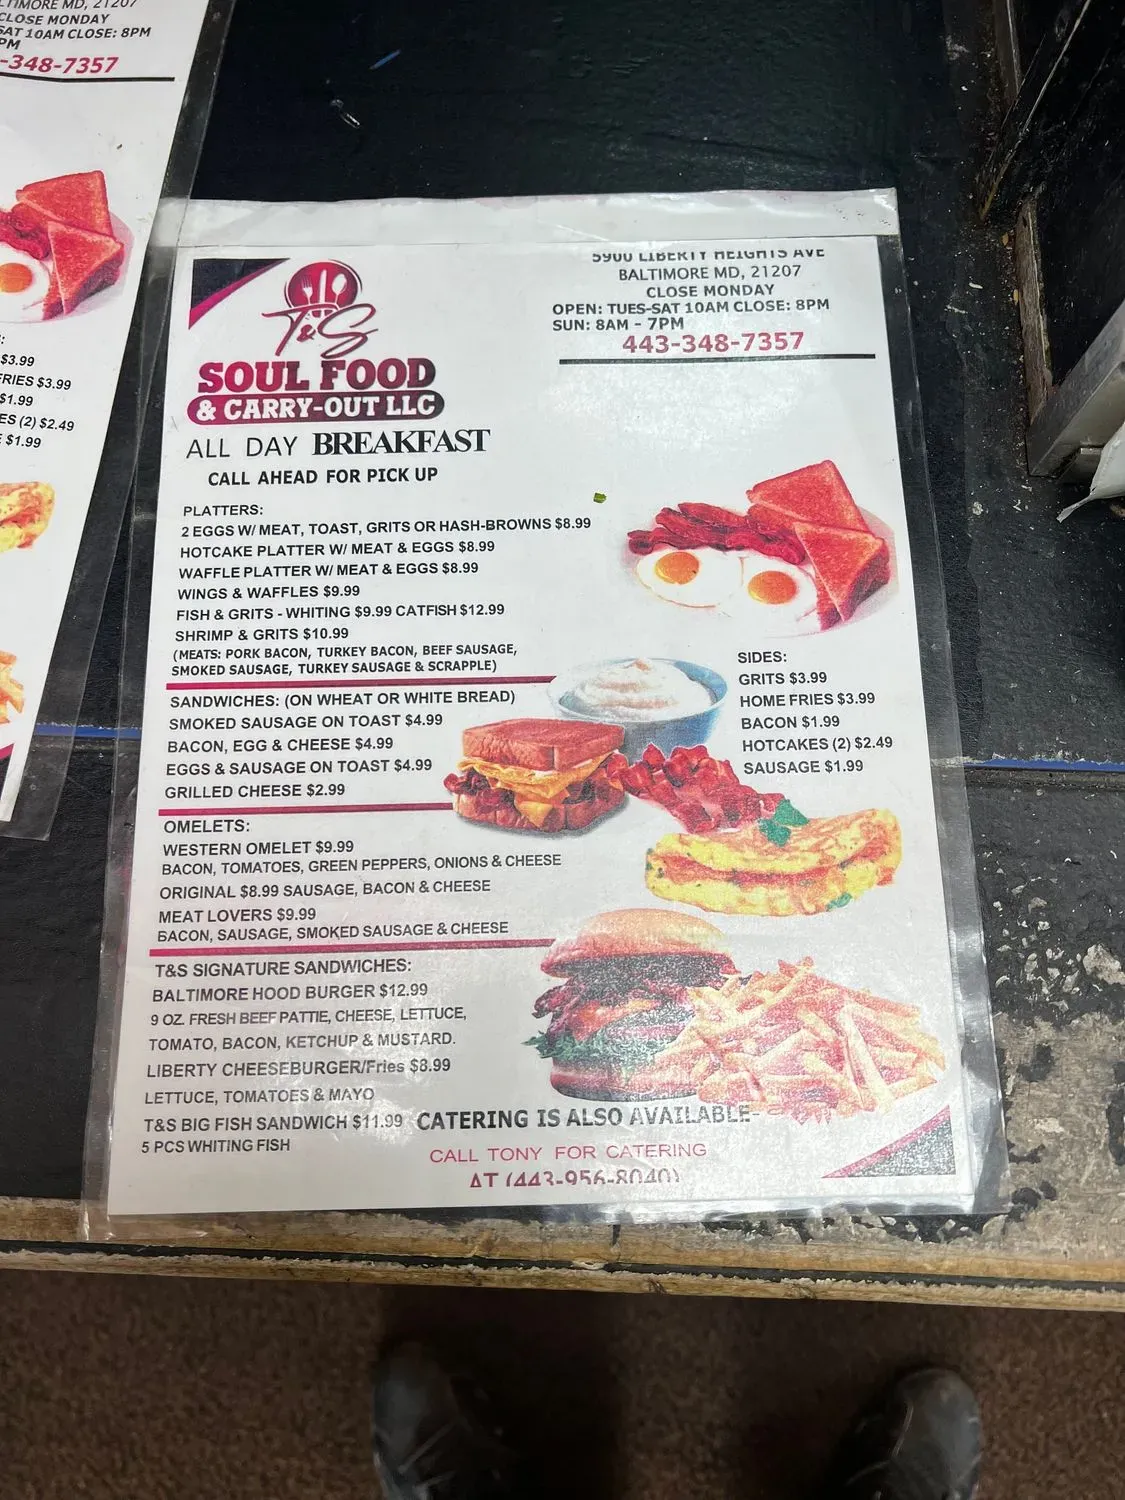 TIMORE MD, 21207
CLOSE MONDAY
SAT 10AM CLOSE: 8PM
PM
-348-7357
$3.99
FRIES $3.99
$1.99
ES (2) $2.49
$1.99
T&S
SOUL FOOD
& CARRY-OUT LLC
5900 LIBERTY HEIGHTS AVE
BALTIMORE MD, 21207
CLOSE MONDAY
OPEN: TUES-SAT 10AM CLOSE: 8PM
SUN: 8AM - 7PM
443-348-7357
ALL DAY BREAKFAST
CALL AHEAD FOR PICK UP
PLATTERS:
2 EGGS W/ MEAT, TOAST, GRITS OR HASH-BROWNS $8.99
HOTCAKE PLATTER W/ MEAT & EGGS $8.99
WAFFLE PLATTER W/ MEAT & EGGS $8.99
WINGS & WAFFLES $9.99
FISH & GRITS - WHITING $9.99 CATFISH $12.99
SHRIMP & GRITS $10.99
(MEATS: PORK BACON, TURKEY BACON, BEEF SAUSAGE,
SMOKED SAUSAGE, TURKEY SAUSAGE & SCRAPPLE)
SANDWICHES: (ON WHEAT OR WHITE BREAD)
SMOKED SAUSAGE ON TOAST $4.99
BACON, EGG & CHEESE $4.99
EGGS & SAUSAGE ON TOAST $4.99
GRILLED CHEESE $2.99
SIDES:
GRITS $3.99
HOME FRIES $3.99
BACON $1.99
HOTCAKES (2) $2.49
SAUSAGE $1.99
OMELETS:
WESTERN OMELET $9.99
BACON, TOMATOES, GREEN PEPPERS, ONIONS & CHEESE
ORIGINAL $8.99 SAUSAGE, BACON & CHEESE
MEAT LOVERS $9.99
BACON, SAUSAGE, SMOKED SAUSAGE & CHEESE
T&S SIGNATURE SANDWICHES:
BALTIMORE HOOD BURGER $12.99
9 OZ. FRESH BEEF PATTIE, CHEESE, LETTUCE,
TOMATO, BACON, KETCHUP & MUSTARD.
LIBERTY CHEESEBURGER/Fries $8.99
LETTUCE, TOMATOES & MAYO
T&S BIG FISH SANDWICH $11.99
5 PCS WHITING FISH
CATERING IS ALSO AVAILABLE-
CALL TONY FOR CATERING
AT (443-956-8040)